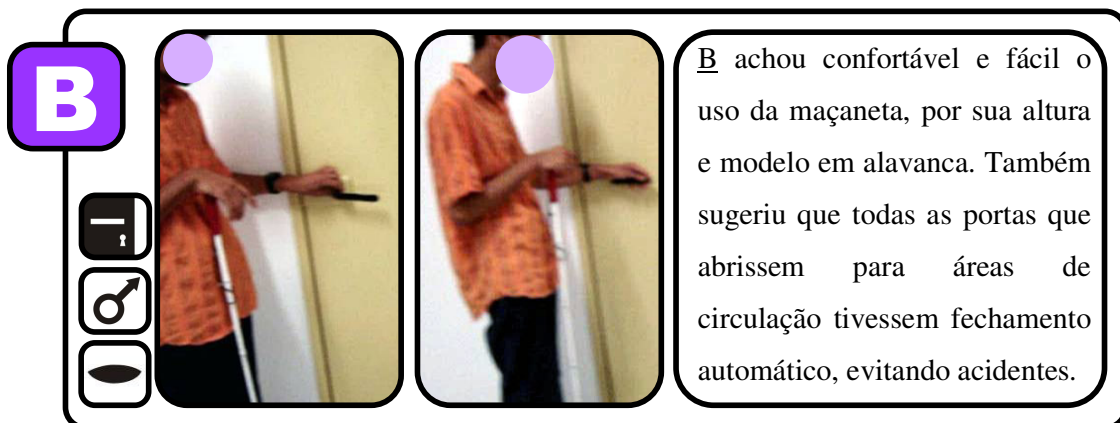 B
B achou confortável e fácil o
uso da maçaneta, por sua altura
e modelo em alavanca. Também
sugeriu que todas as portas que
abrissem para áreas de
circulação tivessem fechamento
automático, evitando acidentes.